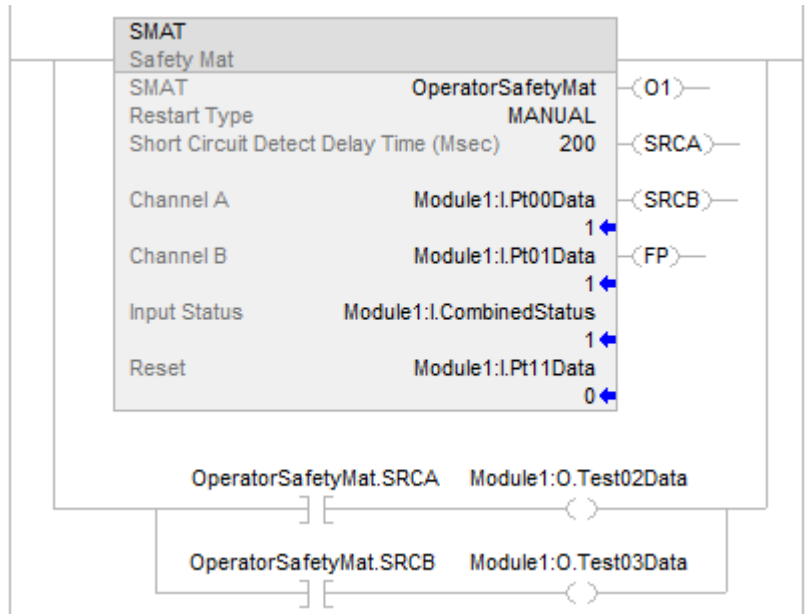 SMAT
Safety Mat
SMAT OperatorSafetyMat (O1)
Restart Type MANUAL
Short Circuit Detect Delay Time (Msec) 200 (SRCA)
Channel A Module1:I.Pt00Data (SRCB)
1
Channel B Module1:I.Pt01Data (FP)
1
Input Status Module1:I.CombinedStatus
1
Reset Module1:I.Pt11Data
0
OperatorSafetyMat.SRCA Module1:O.Test02Data
OperatorSafetyMat.SRCB Module1:O.Test03Data